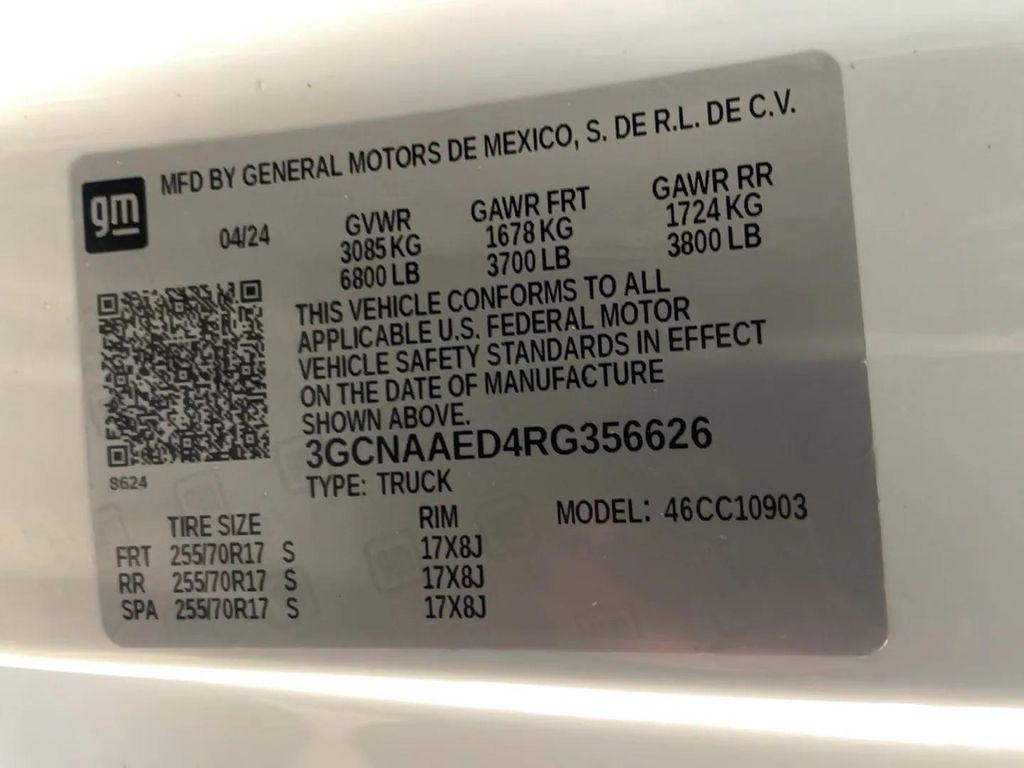 MFD BY GENERAL MOTORS DE MEXICO, S. DE R.L. DE C.V.
gm
04/24 GVWR GAWR FRT GAWR RR
3085 KG 1678 KG 1724 KG
6800 LB 3700 LB 3800 LB
THIS VEHICLE CONFORMS TO ALL
APPLICABLE U.S. FEDERAL MOTOR
VEHICLE SAFETY STANDARDS IN EFFECT
ON THE DATE OF MANUFACTURE
SHOWN ABOVE.
3GCNAAED4RG356626
8624
TYPE: TRUCK
TIRE SIZE RIM MODEL: 46CC10903
FRT 255/70R17 S 17X8J
RR 255/70R17 S 17X8J
SPA 255/70R17 S 17X8J